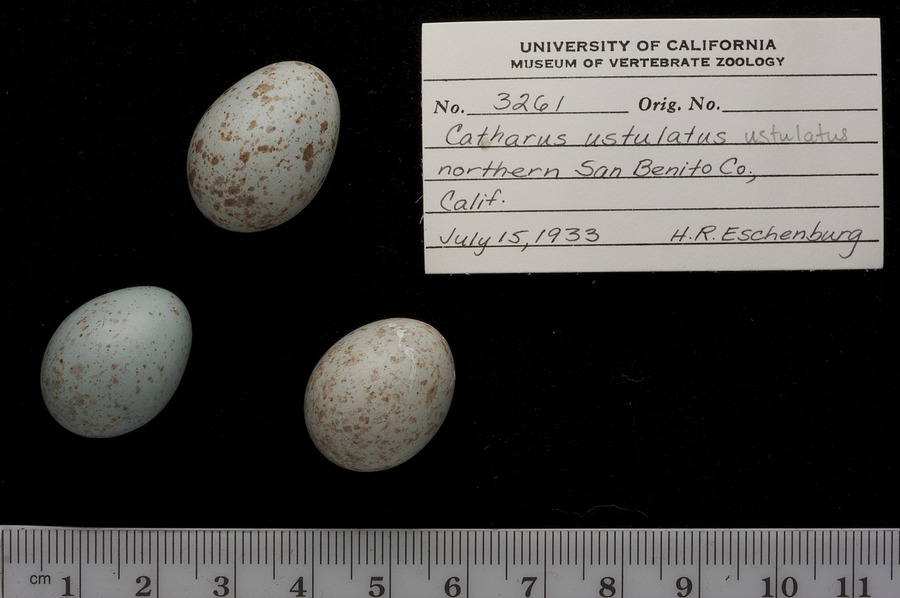 UNIVERSITY OF CALIFORNIA
MUSEUM OF VERTEBRATE ZOOLOGY
No. 3261 Orig. No.
Catharus ustulatus ustulatus
northern San Benito Co.,
Calif.
July 15, 1933 H.R. Eschenburg
cm 1 2 3 4 5 6 7 8 9 10 11